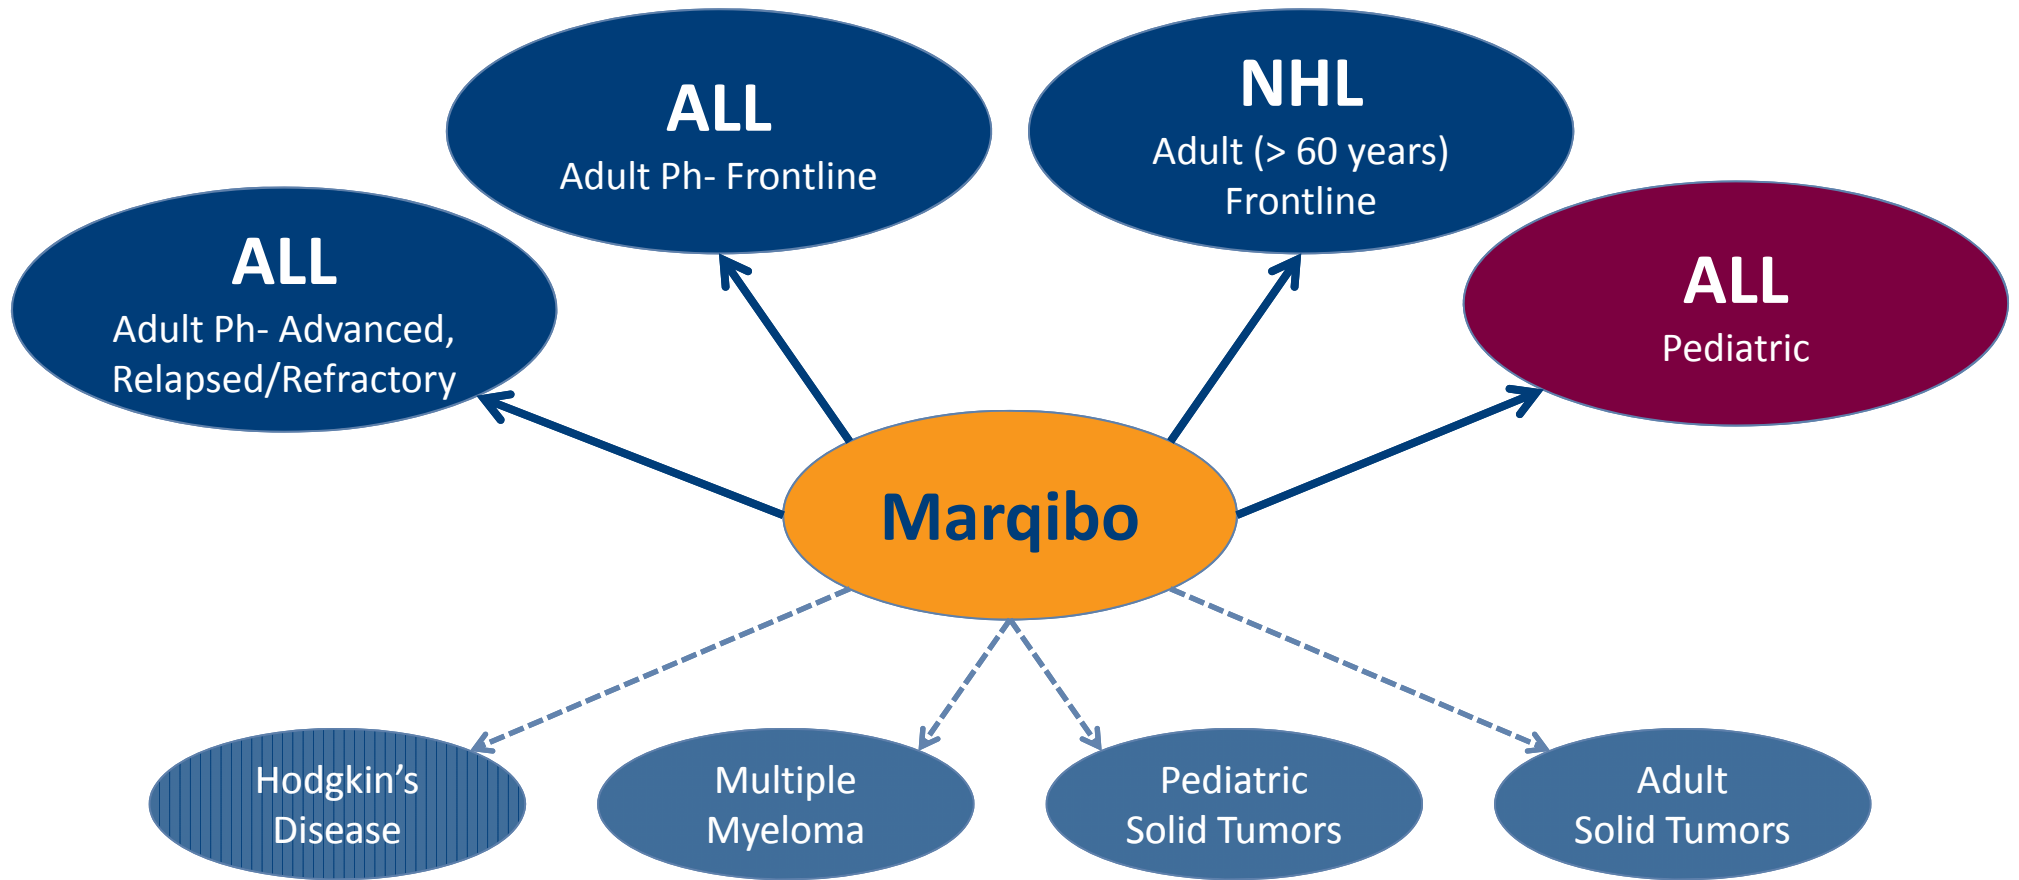 ALL
Adult Ph- Advanced,
Relapsed/Refractory
ALL
Adult Ph- Frontline
NHL
Adult (> 60 years)
Frontline
ALL
Pediatric
Marqibo
Hodgkin’s
Disease
Multiple
Myeloma
Pediatric
Solid Tumors
Adult
Solid Tumors